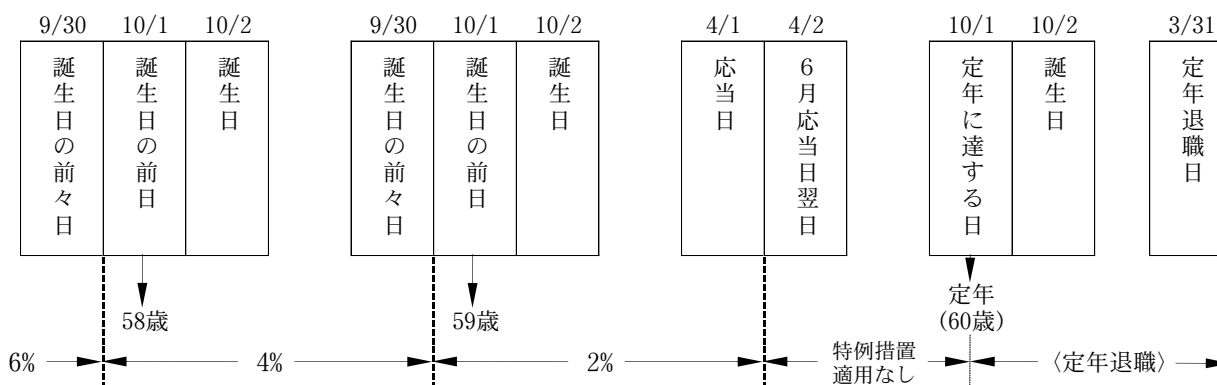 9/30 10/1 10/2
誕生日の前々日
誕生日の前日
誕生日
9/30 10/1 10/2
誕生日の前々日
誕生日の前日
誕生日
4/1 4/2
応当日
6月応当日翌日
10/1 10/2
定年に達する日
誕生日
3/31
定年退職日
58歳
59歳
定年
(60歳)
6%
4%
2%
特例措置
適用なし
〈定年退職〉